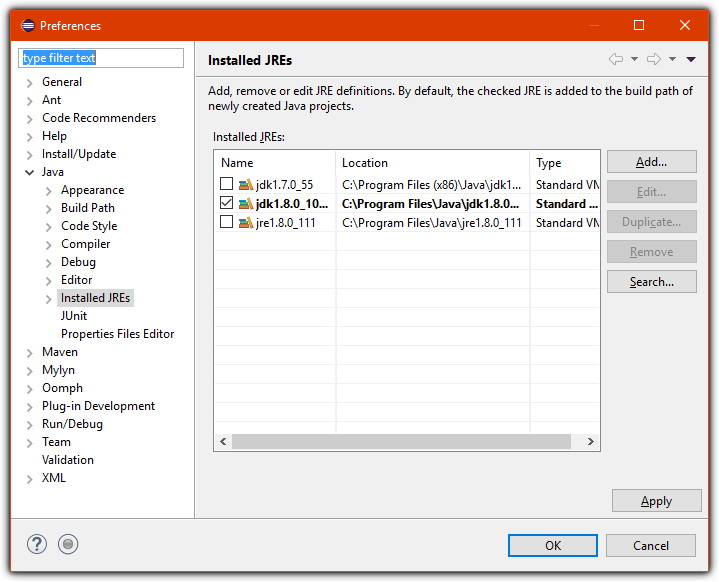 Preferences
type filter text
General
Ant
Code Recommenders
Help
Install/Update
Java
Appearance
Build Path
Code Style
Compiler
Debug
Editor
Installed JREs
JUnit
Properties Files Editor
Maven
Mylyn
Oomph
Plug-in Development
Run/Debug
Team
Validation
XML
Installed JREs
Add, remove or edit JRE definitions. By default, the checked JRE is added to the build path of
newly created Java projects.
Installed JREs:
Name Location Type
jdk1.7.0_55 C:\Program Files (x86)\Java\jdk1... Standard VM
jdk1.8.0_10... C:\Program Files\Java\jdk1.8.0... Standard ...
jre1.8.0_111 C:\Program Files\Java\jre1.8.0_111 Standard VM
Add...
Edit...
Duplicate...
Remove
Search...
Apply
?
OK Cancel